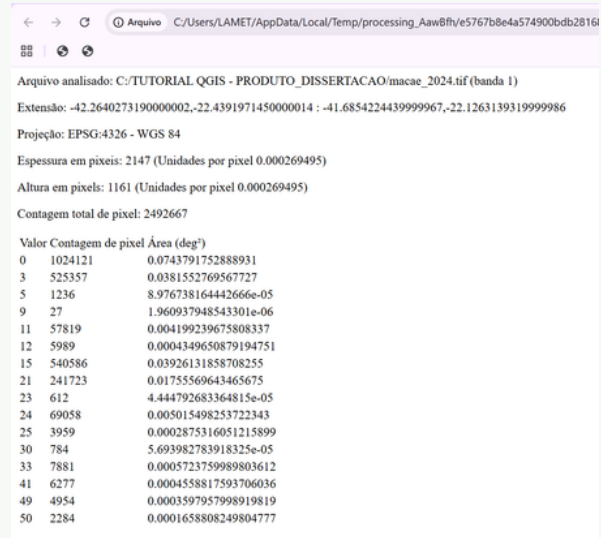 Arquivo C:/Users/LAMET/AppData/Local/Temp/processing_AawBfh/e5767b8e4a574900bdb2816
Arquivo analisado: C:/TUTORIAL QGIS - PRODUTO_DISSERTACAO/macae_2024.tif (banda 1)
Extensão: -42.2640273190000002,-22.4391971450000014 : -41.6854224439999967,-22.1263139319999986
Projeção: EPSG:4326 - WGS 84
Espessura em pixeis: 2147 (Unidades por pixel 0.000269495)
Altura em pixels: 1161 (Unidades por pixel 0.000269495)
Contagem total de pixel: 2492667
Valor Contagem de pixel Área (deg²)
0 1024121 0.0743791752888931
3 525357 0.0381552769567727
5 1236 8.976738164442666e-05
9 27 1.960937948543301e-06
11 57819 0.004199239675808337
12 5989 0.0004349650879194751
15 540586 0.03926131858708255
21 241723 0.01755569643465675
23 612 4.444792683364815e-05
24 69058 0.005015498253722343
25 3959 0.0002875316051215899
30 784 5.693982783918325e-05
33 7881 0.0005723759989803612
41 6277 0.0004558817593706036
49 4954 0.0003597957998919819
50 2284 0.0001658808249804777